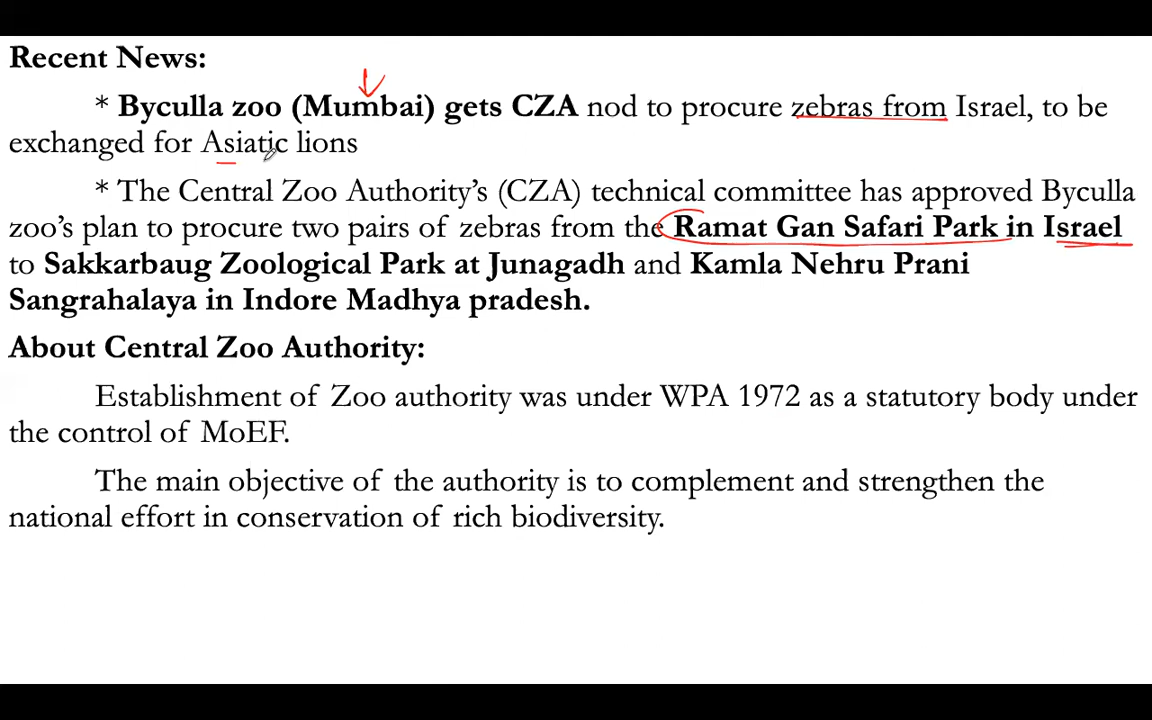 Recent News:
* Byculla zoo (Mumbai) gets CZA nod to procure zebras from Israel, to be
exchanged for Asiatic lions
* The Central Zoo Authority’s (CZA) technical committee has approved Byculla
zoo’s plan to procure two pairs of zebras from the Ramat Gan Safari Park in Israel
to Sakkarbaug Zoological Park at Junagadh and Kamla Nehru Prani
Sangrahalaya in Indore Madhya pradesh.
About Central Zoo Authority:
Establishment of Zoo authority was under WPA 1972 as a statutory body under
the control of MoEF.
The main objective of the authority is to complement and strengthen the
national effort in conservation of rich biodiversity.